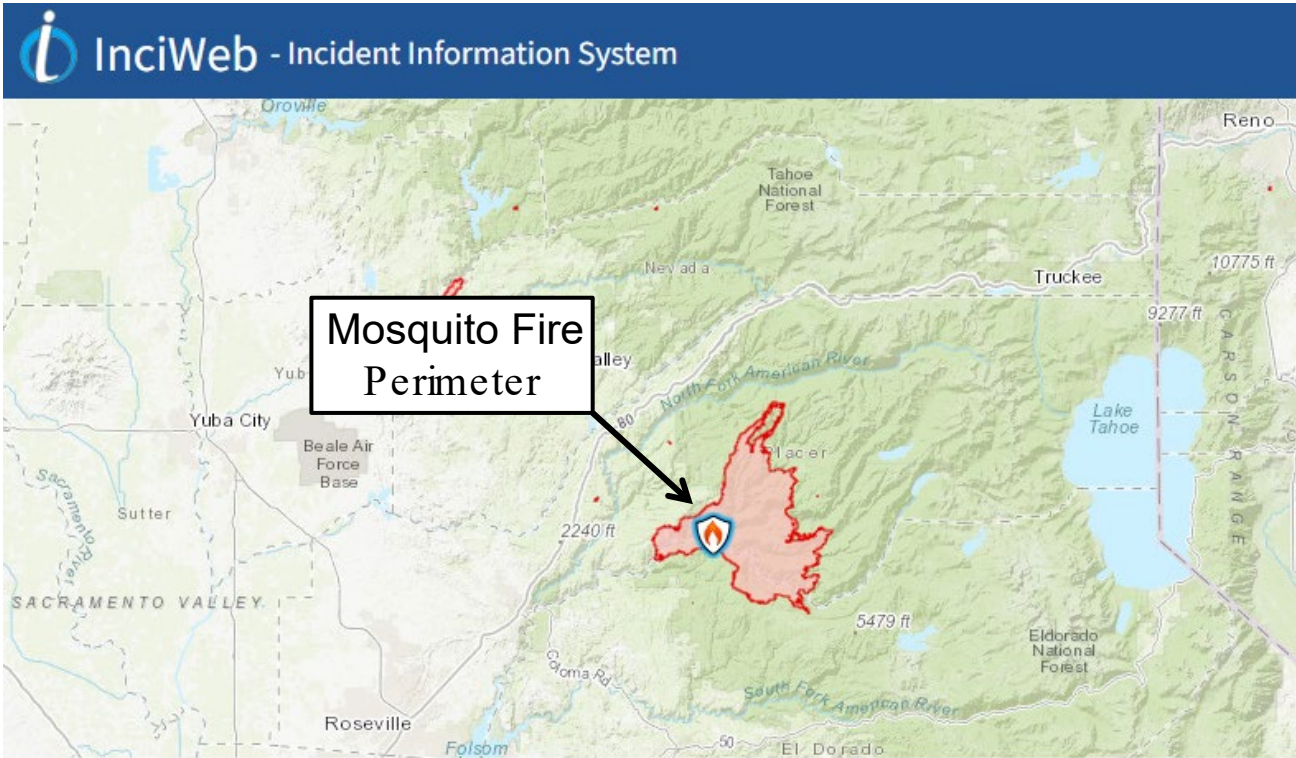 InciWeb - Incident Information System
Oroville
Reno
Tahoe
National
Forest
Nevada
Truckee
10775 ft
9277 ft
Mosquito Fire
Perimeter
alley
North Fork American River
Yub
80
Yuba City
Lake
Tahoe
CARSON RANGE
Beale Air
Force
Base
lacer
Sacramento River
Sutter
2240 ft
SACRAMENTO VALLEY
5479 ft
Eldorado
National
Forest
Coloma Rd
South Fork American River
Roseville
Folsom
50
El Dorado